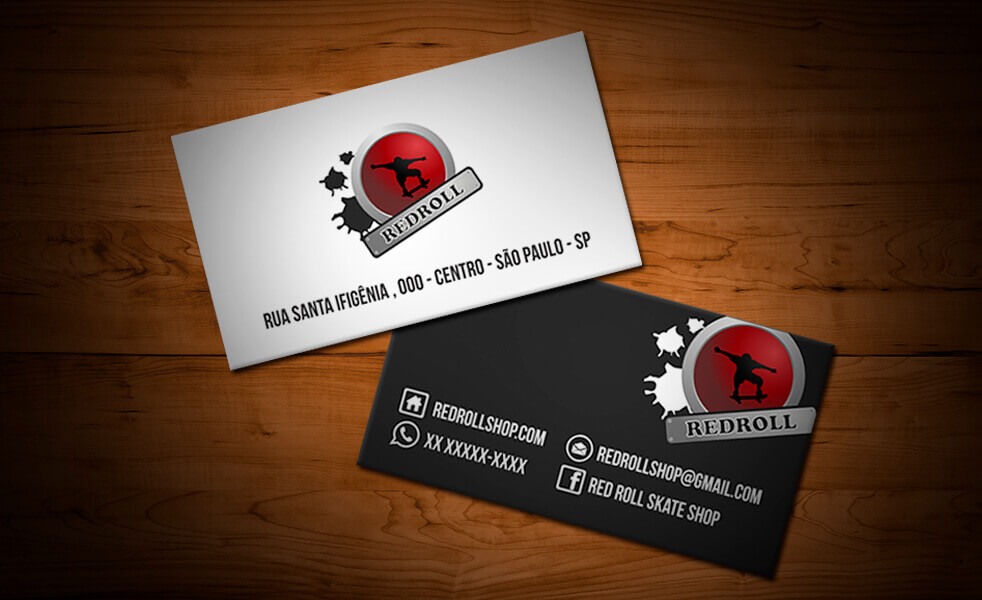 REDROLL
RUA SANTA IFIGÊNIA , 000 - CENTRO - SÃO PAULO - SP
REDROLL
REDROLLSHOP.COM
XX XXXXX-XXXX
REDROLLSHOP@GMAIL.COM
RED ROLL SKATE SHOP